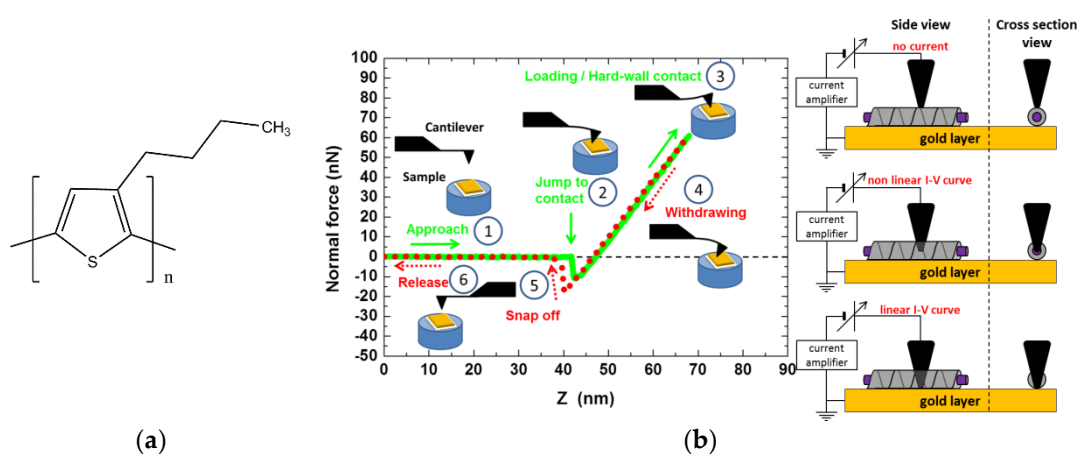 (a)
CH3
S
n
(b)
Normal force (nN)
100
90
80
70
60
50
40
30
20
10
0
-10
-20
-30
-40
-50
0 10 20 30 40 50 60 70 80 90
Z (nm)
Loading / Hard-wall contact
3
Cantilever
Sample
Jump to
contact
2
4
Withdrawing
Approach
1
Release
6
5
Snap off
Side view
Cross section
view
no current
current
amplifier
gold layer
non linear I-V curve
current
amplifier
gold layer
linear I-V curve
current
amplifier
gold layer